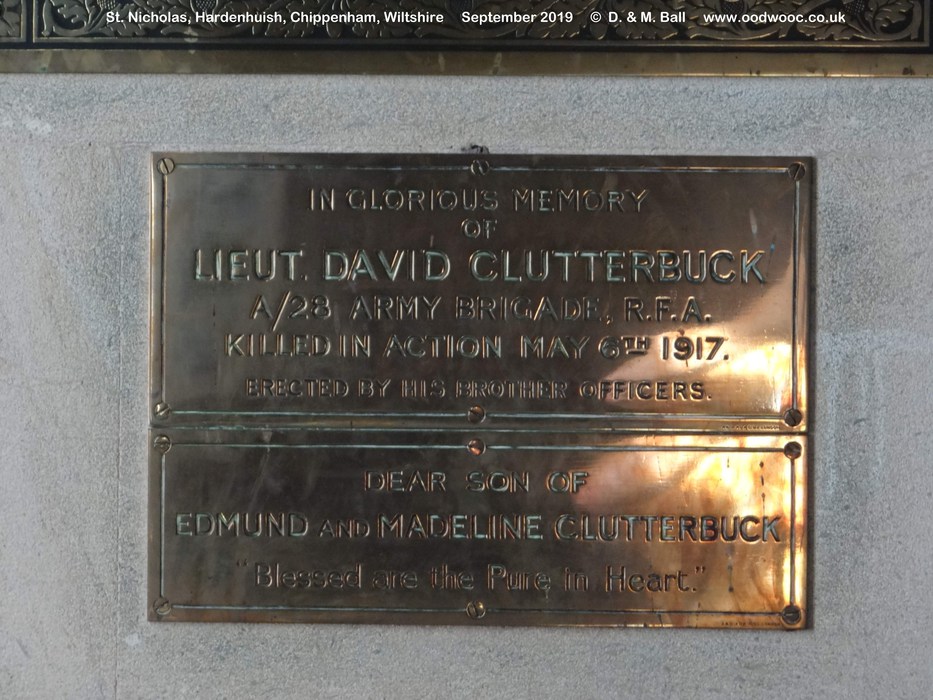 St. Nicholas, Hardenhuish, Chippenham, Wiltshire September 2019 © D. & M. Ball www.oodwooc.co.uk
IN GLORIOUS MEMORY
OF
LIEUT. DAVID CLUTTERBUCK
A/28 ARMY BRIGADE, R.F.A.
KILLED IN ACTION MAY 6TH 1917.
ERECTED BY HIS BROTHER OFFICERS.
DEAR SON OF
EDMUND AND MADELINE CLUTTERBUCK
"Blessed are the Pure in Heart."